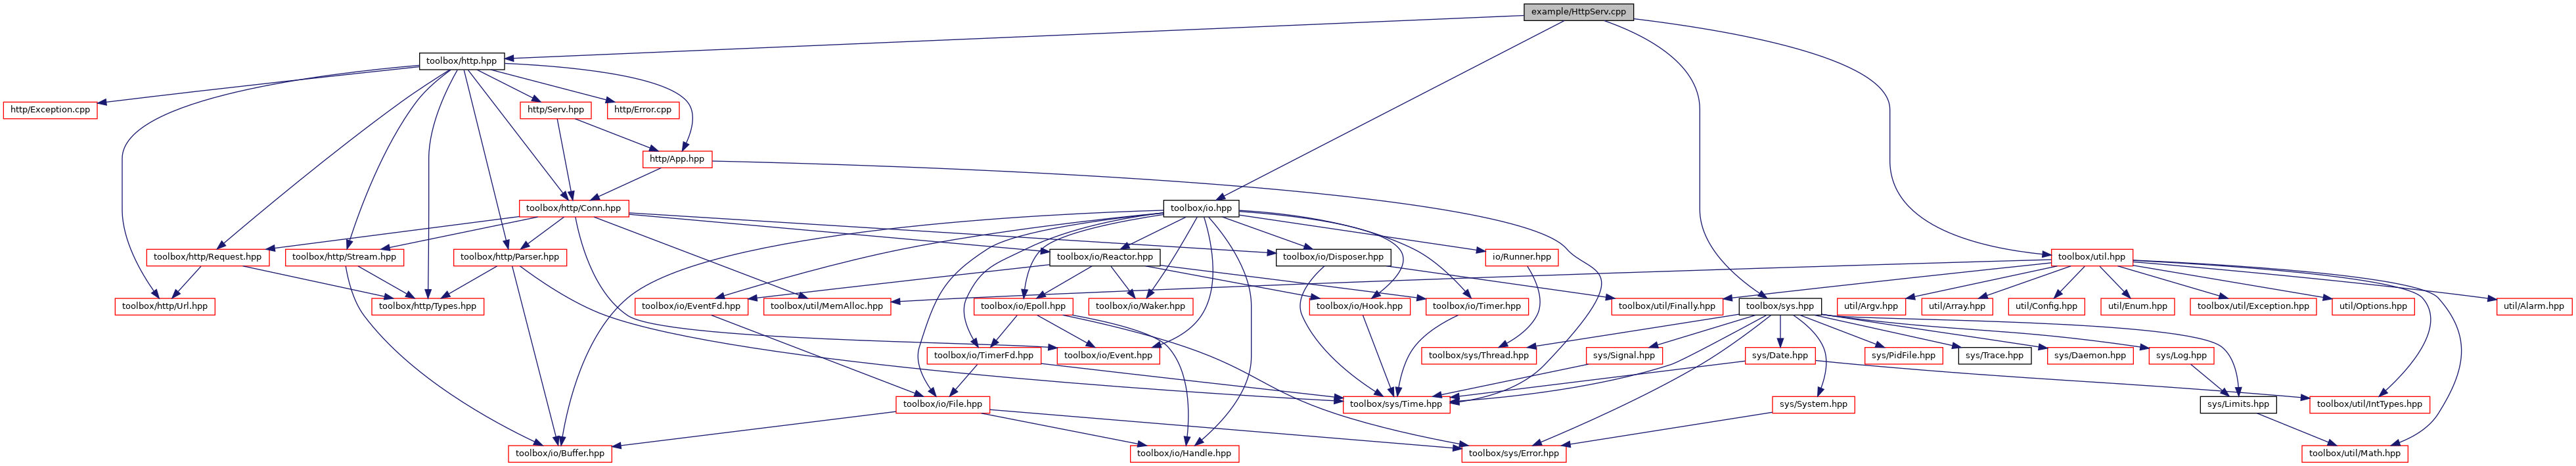 example/HttpServ.cpp
toolbox/http.hpp
http/Exception.cpp
http/Serv.hpp
http/Error.cpp
http/App.hpp
toolbox/http/Conn.hpp
toolbox/io.hpp
toolbox/http/Request.hpp
toolbox/http/Stream.hpp
toolbox/http/Parser.hpp
toolbox/io/Reactor.hpp
toolbox/io/Disposer.hpp
io/Runner.hpp
toolbox/util.hpp
toolbox/http/Url.hpp
toolbox/http/Types.hpp
toolbox/io/EventFd.hpp
toolbox/util/MemAlloc.hpp
toolbox/io/Epoll.hpp
toolbox/io/Waker.hpp
toolbox/io/Hook.hpp
toolbox/io/Timer.hpp
toolbox/util/Finally.hpp
toolbox/sys.hpp
util/Argv.hpp
util/Array.hpp
util/Config.hpp
util/Enum.hpp
toolbox/util/Exception.hpp
util/Options.hpp
util/Alarm.hpp
toolbox/io/TimerFd.hpp
toolbox/io/Event.hpp
toolbox/sys/Thread.hpp
sys/Signal.hpp
sys/Date.hpp
sys/PidFile.hpp
sys/Trace.hpp
sys/Daemon.hpp
sys/Log.hpp
toolbox/io/File.hpp
toolbox/sys/Time.hpp
sys/System.hpp
sys/Limits.hpp
toolbox/util/IntTypes.hpp
toolbox/io/Buffer.hpp
toolbox/io/Handle.hpp
toolbox/sys/Error.hpp
toolbox/util/Math.hpp